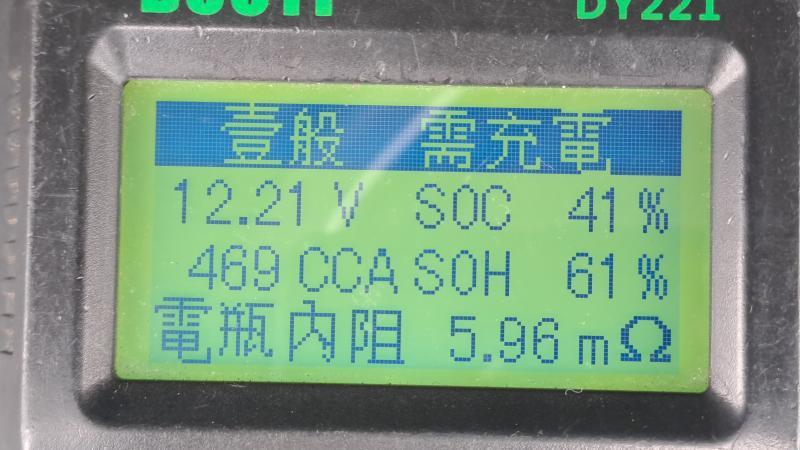 DY221
壹般 需充電
12.21 V SOC 41 %
469 CCA SOH 61 %
電瓶內阻 5.96 mΩ